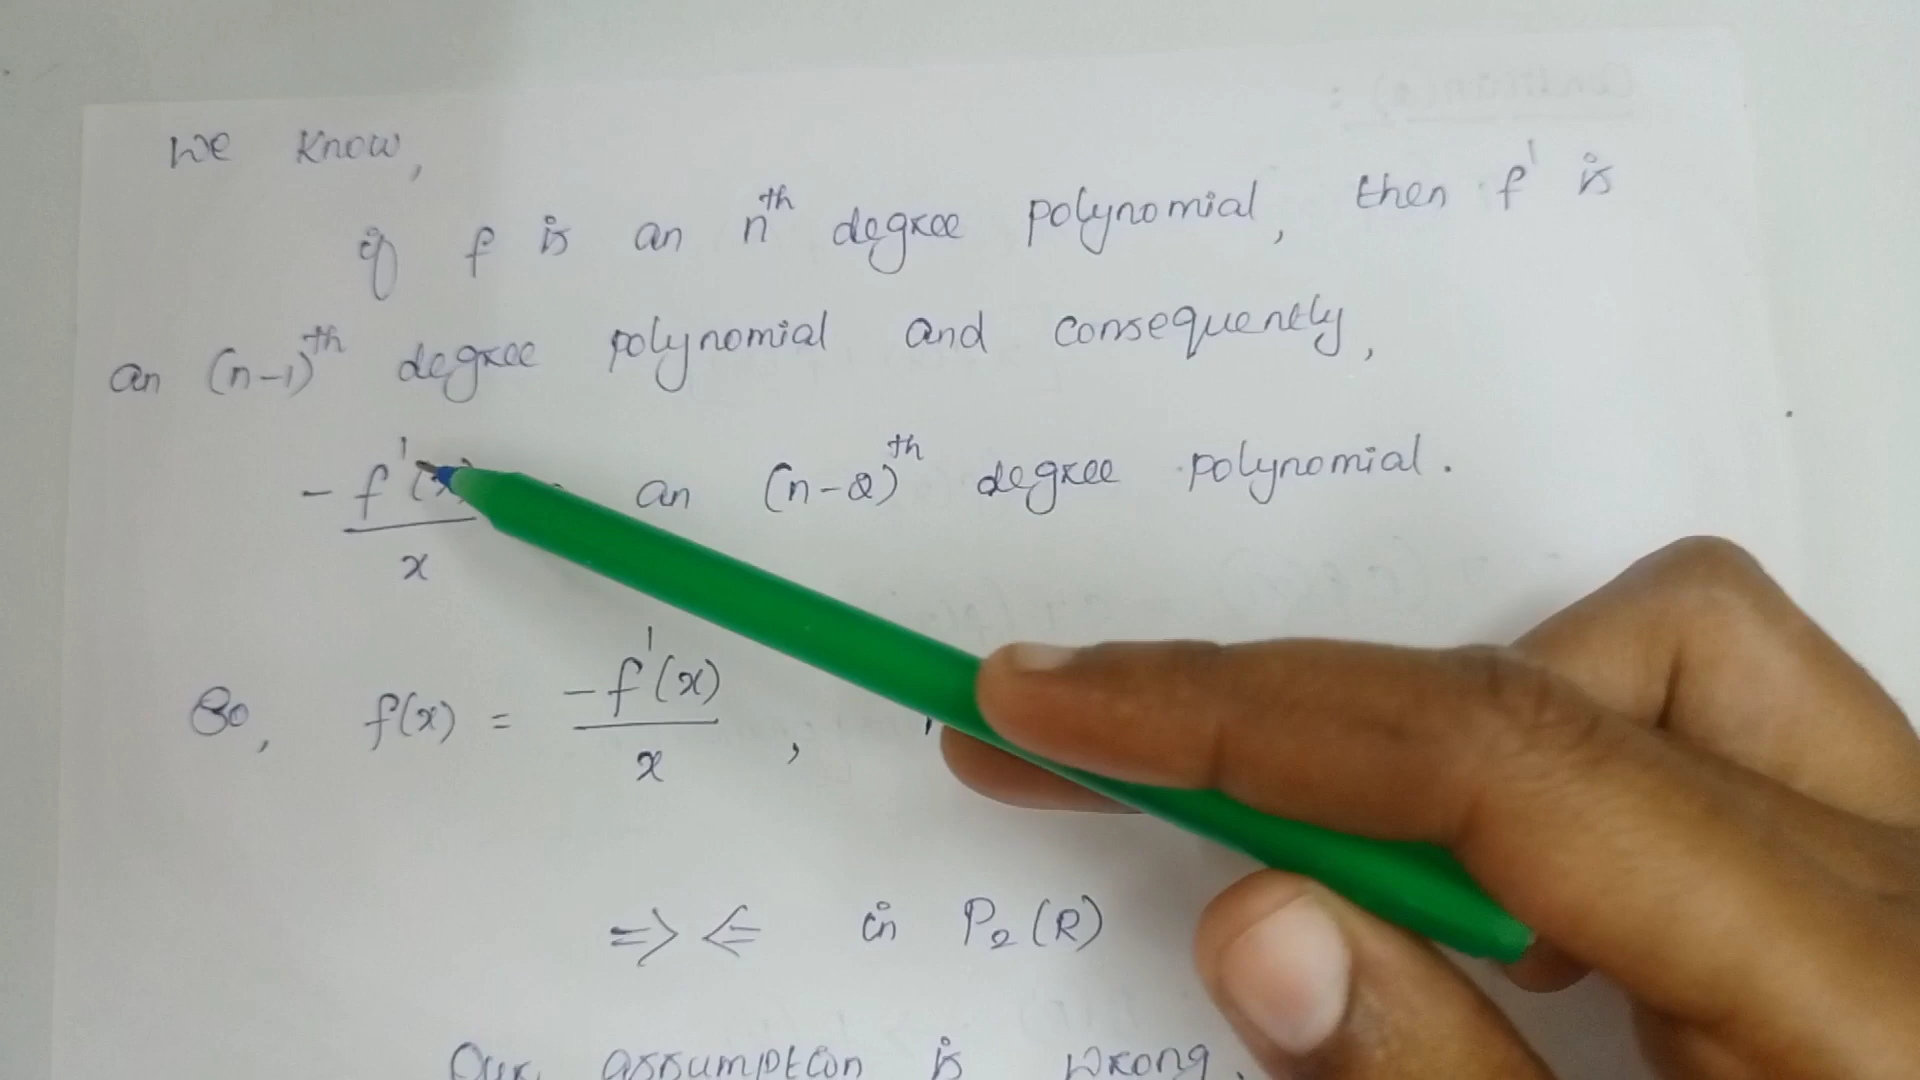 We know,
if f is an nth degree polynomial, then f' is
an (n-1)th degree polynomial and consequently,
-f'(x)/x an (n-2)th degree polynomial.
So, f(x) = -f'(x)/x ,
=> <= in P2(R)
Our assumption is wrong.